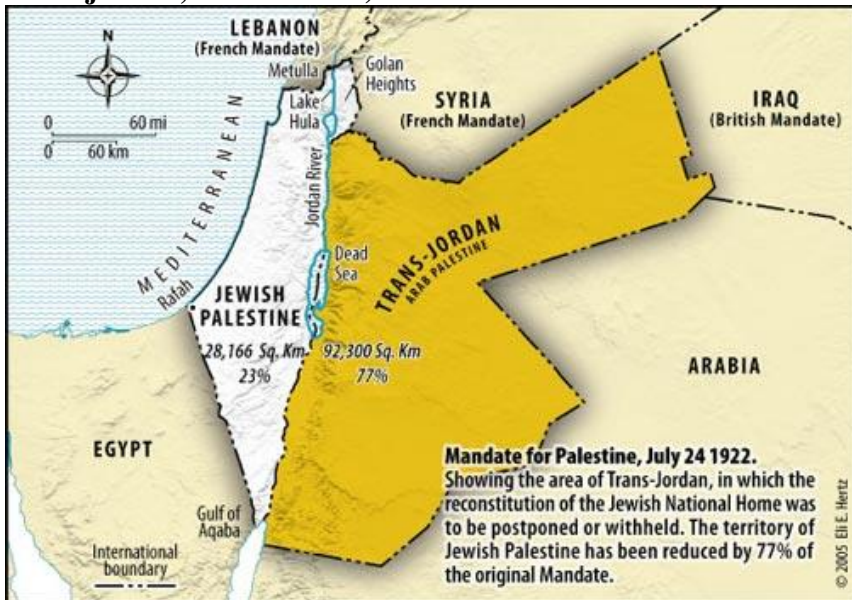 N
0 60 mi
0 60 km
LEBANON
(French Mandate)
Metulla
Golan
Heights
Lake
Hula
SYRIA
(French Mandate)
IRAQ
(British Mandate)
MEDITERRANEAN
Jordan River
Rafah
Dead
Sea
TRANS-JORDAN
ARAB PALESTINE
JEWISH
PALESTINE
28,166 Sq. Km
23%
92,300 Sq. Km
77%
ARABIA
EGYPT
Gulf of
Aqaba
International
boundary
Mandate for Palestine, July 24 1922.
Showing the area of Trans-Jordan, in which the
reconstitution of the Jewish National Home was
to be postponed or withheld. The territory of
Jewish Palestine has been reduced by 77% of
the original Mandate.
© 2005 Eli E. Hertz